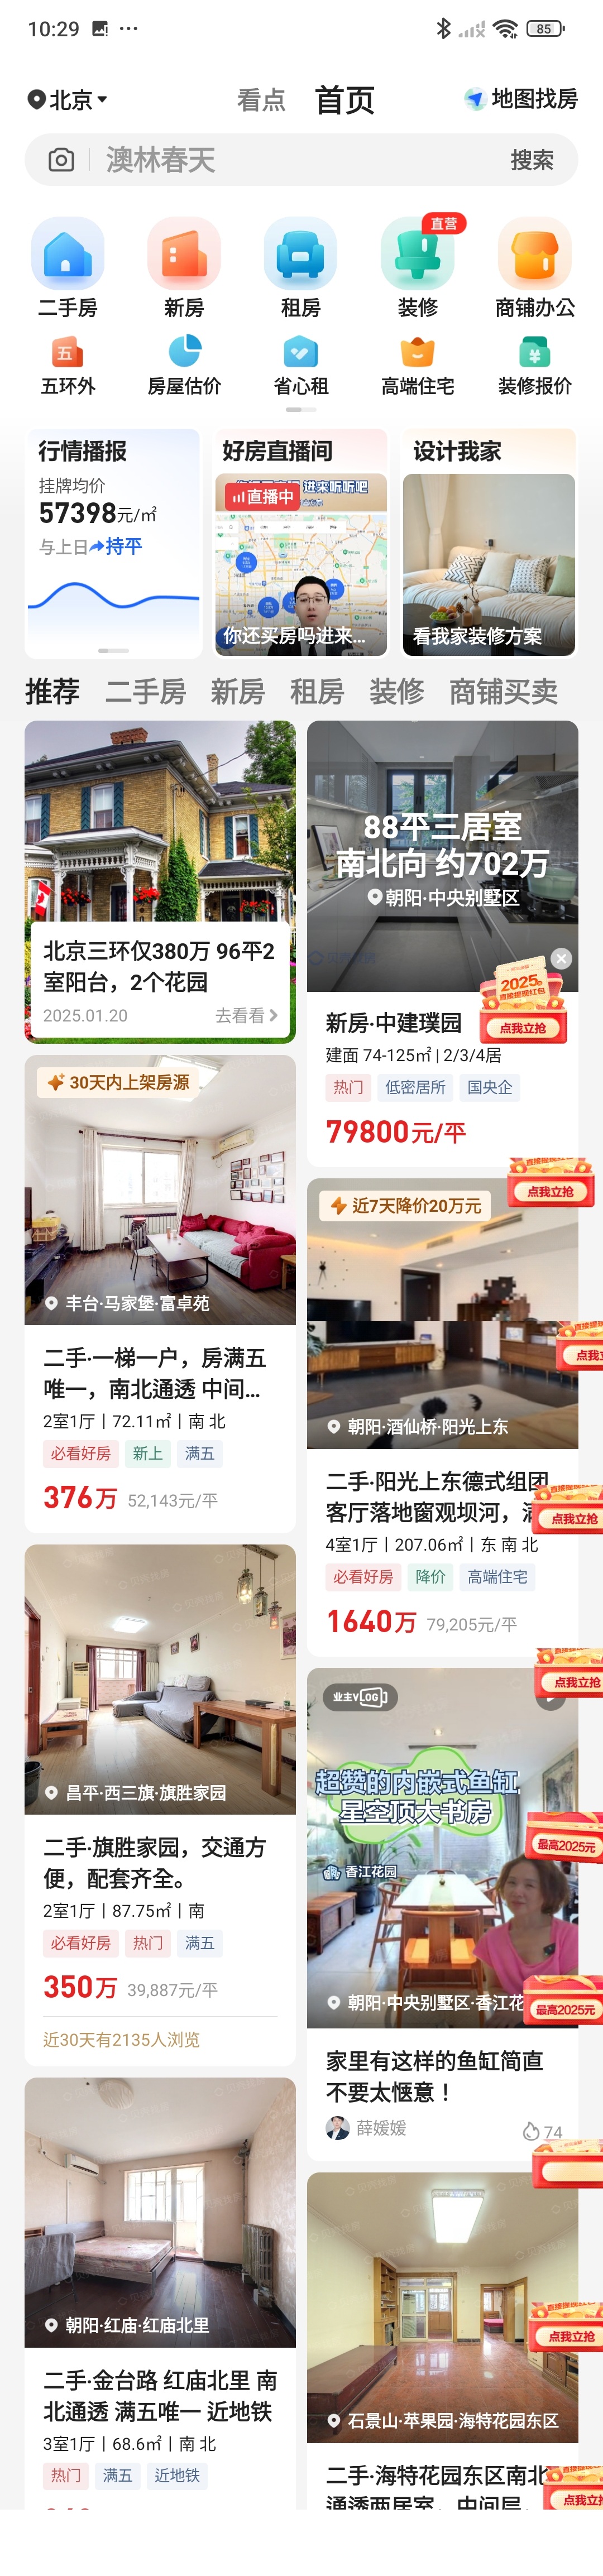 10:29
85
北京
看点
首页
地图找房
澳林春天
搜索
直营
二手房
新房
租房
装修
商铺办公
五
五环外
房屋估价
省心租
高端住宅
装修报价
行情播报
挂牌均价
57398元/㎡
与上日持平
好房直播间
进来听听吧
直播中
你还买房吗进来...
设计我家
看我家装修方案
推荐
二手房
新房
租房
装修
商铺买卖
北京三环仅380万 96平2
室阳台，2个花园
2025.01.20
去看看
88平三居室
南北向 约702万
朝阳·中央别墅区
2025
点我立抢
新房·中建璞园
建面 74-125㎡ | 2/3/4居
热门
低密居所
国央企
79800元/平
点我立抢
30天内上架房源
丰台·马家堡·富卓苑
二手·一梯一户，房满五
唯一，南北通透 中间...
2室1厅 | 72.11㎡ | 南 北
必看好房
新上
满五
376万
52,143元/平
近7天降价20万元
点我立
朝阳·酒仙桥·阳光上东
二手·阳光上东德式组团
客厅落地窗观坝河，满
点我立抢
4室1厅 | 207.06㎡ | 东 南 北
必看好房
降价
高端住宅
1640万
79,205元/平
昌平·西三旗·旗胜家园
二手·旗胜家园，交通方
便，配套齐全。
2室1厅 | 87.75㎡ | 南
必看好房
热门
满五
350万
39,887元/平
近30天有2135人浏览
点我立抢
业主VLOG
超赞的内嵌式鱼缸
星空顶大书房
香江花园
最高2025元
朝阳·中央别墅区·香江花
最高2025元
家里有这样的鱼缸简直
不要太惬意！
薛媛媛
74
朝阳·红庙·红庙北里
二手·金台路 红庙北里 南
北通透 满五唯一 近地铁
3室1厅 | 68.6㎡ | 南 北
热门
满五
近地铁
点我立抢
石景山·苹果园·海特花园东区
二手·海特花园东区南北
通透两居室，中间层
点我立抢